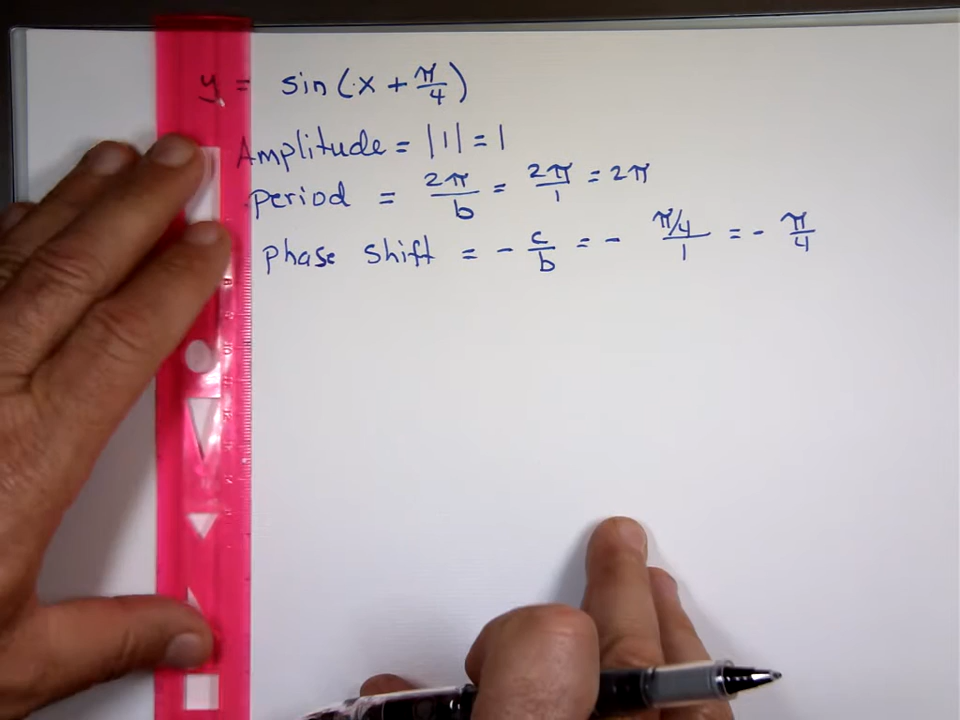 y = sin(x + π/4)
Amplitude = |1| = 1
period = 2π/b = 2π/1 = 2π
phase shift = - c/b = - (π/4)/1 = - π/4